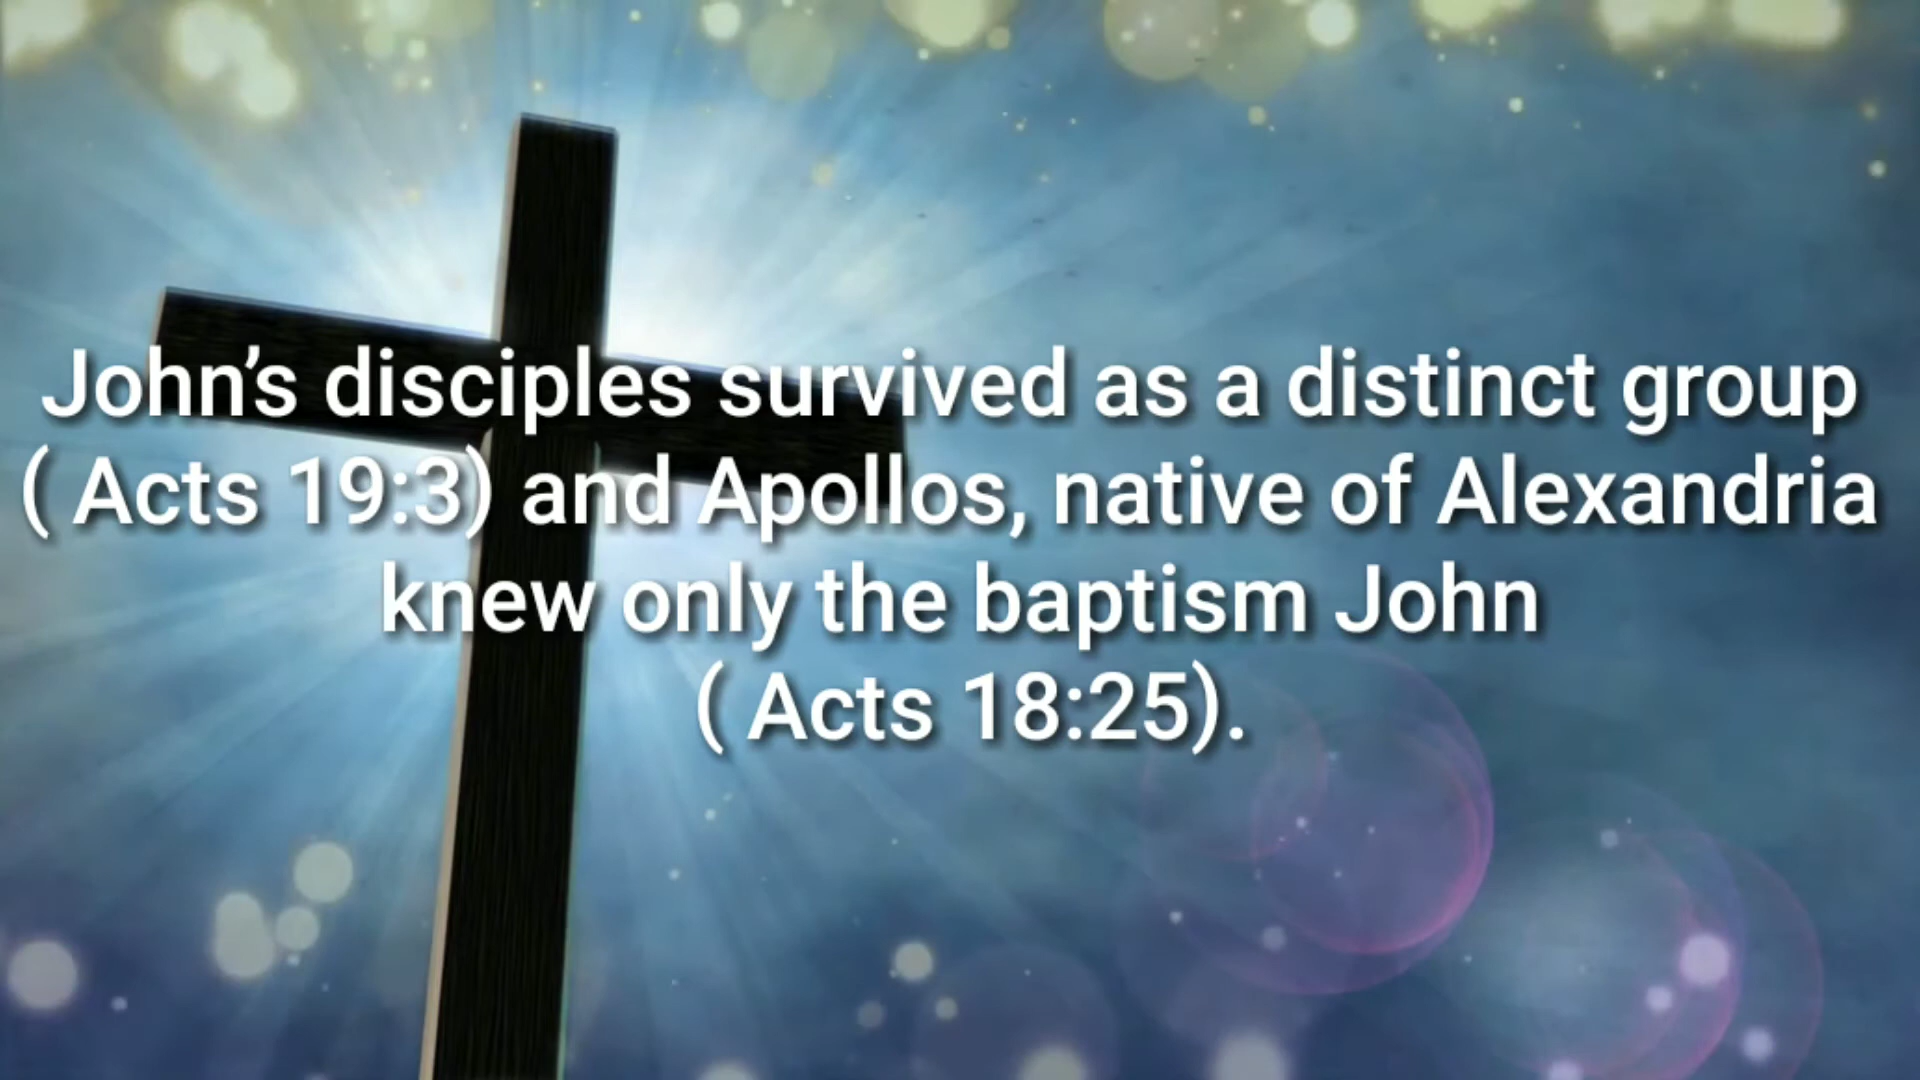 John’s disciples survived as a distinct group
( Acts 19:3) and Apollos, native of Alexandria
knew only the baptism John
( Acts 18:25).